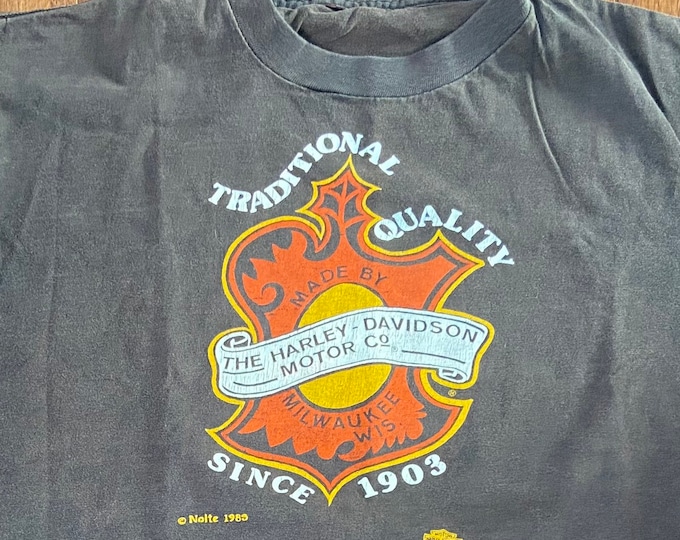 TRADITIONAL
QUALITY
MADE BY
THE HARLEY-DAVIDSON
MOTOR Co
MILWAUKEE
WIS.
®
SINCE 1903
© Nolte 1989